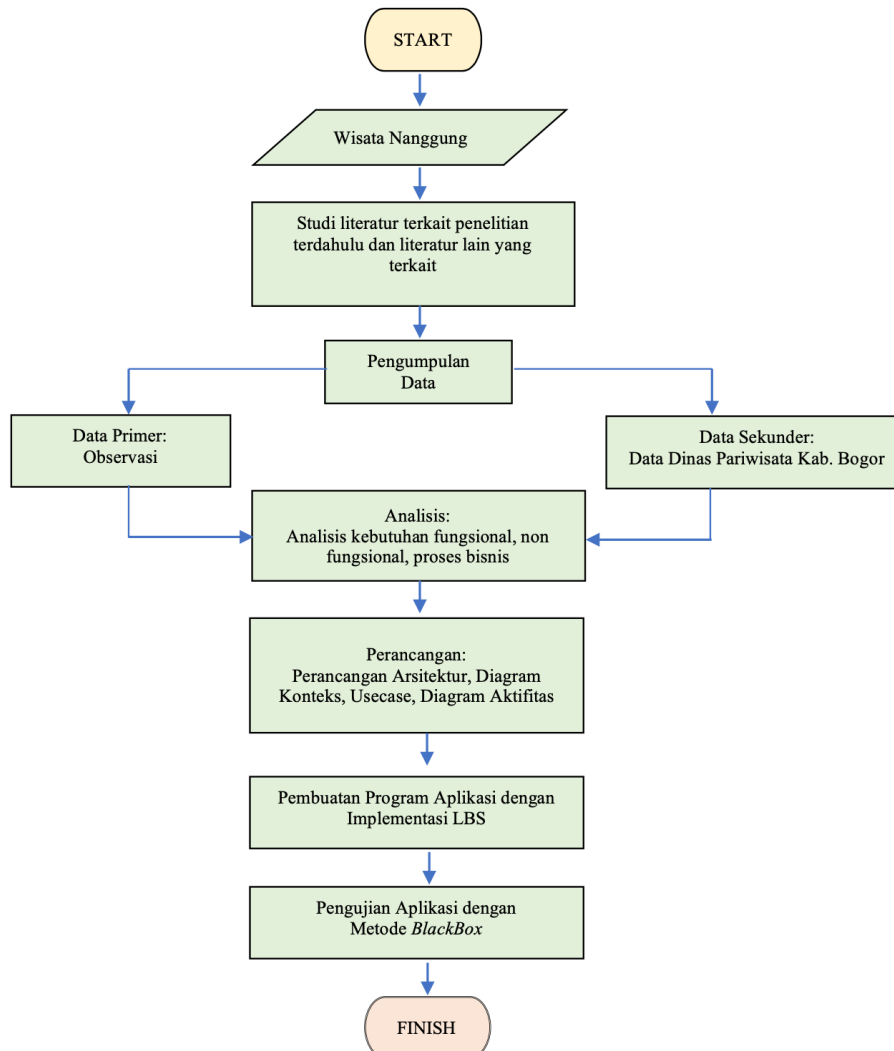 START
Wisata Nanggung
Studi literatur terkait penelitian
terdahulu dan literatur lain yang
terkait
Pengumpulan
Data
Data Primer:
Observasi
Data Sekunder:
Data Dinas Pariwisata Kab. Bogor
Analisis:
Analisis kebutuhan fungsional, non
fungsional, proses bisnis
Perancangan:
Perancangan Arsitektur, Diagram
Konteks, Usecase, Diagram Aktifitas
Pembuatan Program Aplikasi dengan
Implementasi LBS
Pengujian Aplikasi dengan
Metode BlackBox
FINISH